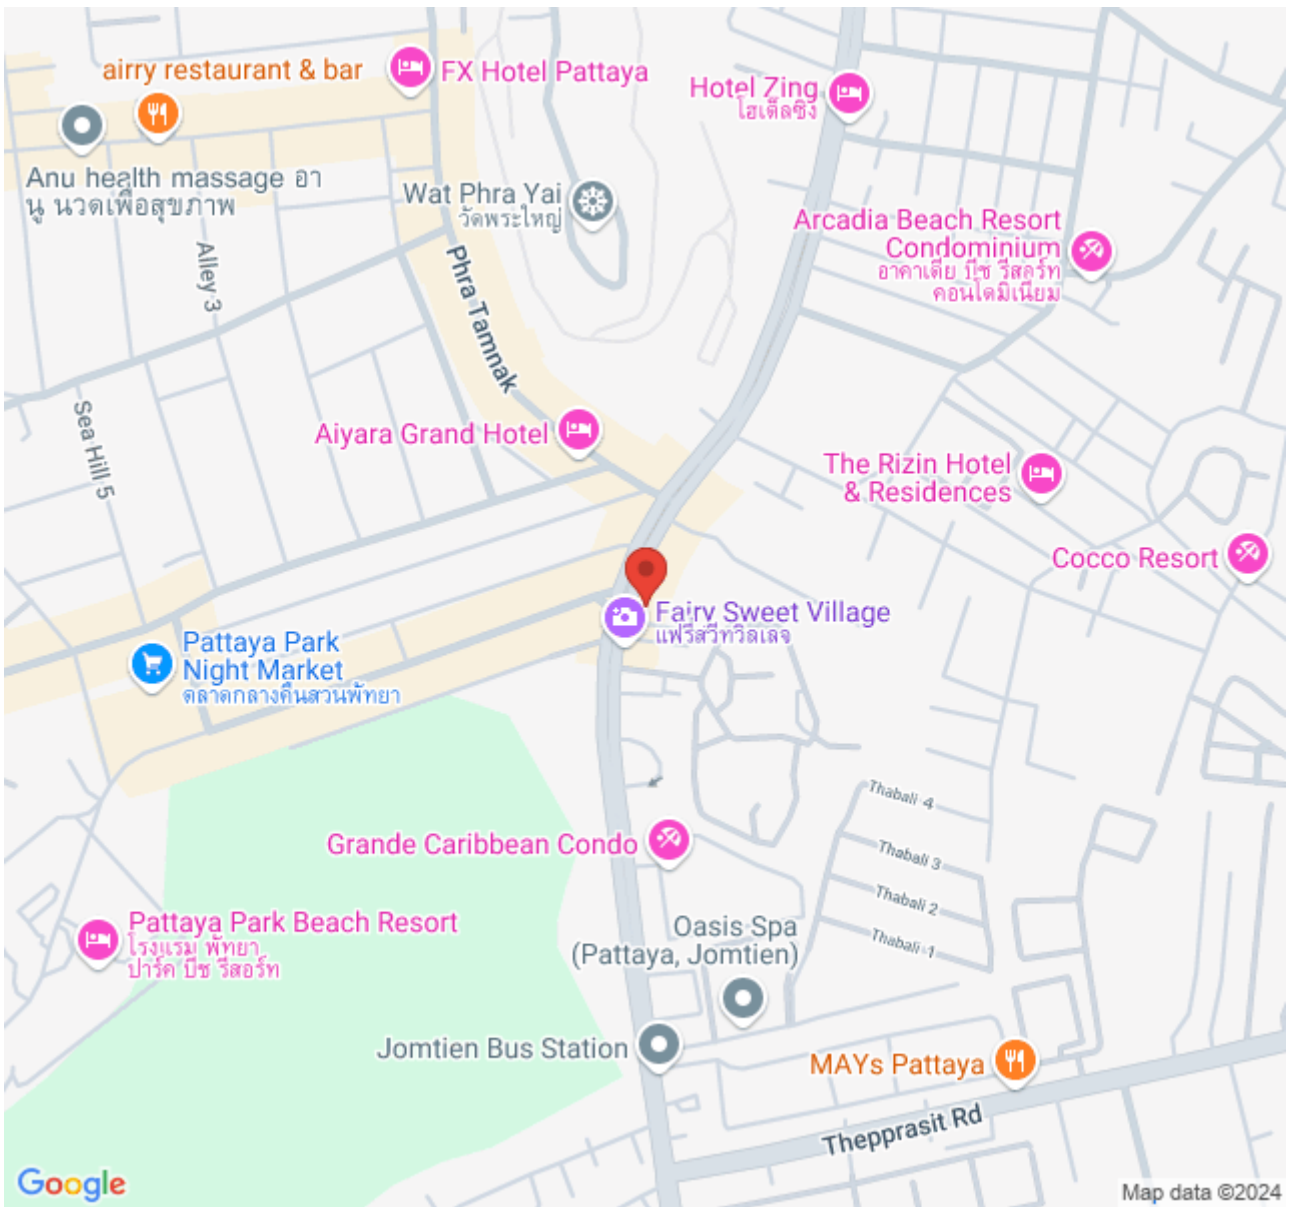 airry restaurant & bar
FX Hotel Pattaya
Hotel Zing
โฮเต็ลซิง
Anu health massage อา
นู นวดเพื่อสุขภาพ
Wat Phra Yai
วัดพระใหญ่
Arcadia Beach Resort
Condominium
อาคาเดีย บีช รีสอร์ท
คอนโดมิเนียม
Alley 3
Phra Tamnak
Sea Hill 5
Aiyara Grand Hotel
The Rizin Hotel
& Residences
Cocco Resort
Fairy Sweet Village
แฟรี่สวีทวิลเลจ
Pattaya Park
Night Market
ตลาดกลางคืนสวนพัทยา
Thabali 4
Grande Caribbean Condo
Thabali 3
Thabali 2
Thabali 1
Pattaya Park Beach Resort
โรงแรม พัทยา
ปาร์ค บีช รีสอร์ท
Oasis Spa
(Pattaya, Jomtien)
Jomtien Bus Station
MAYs Pattaya
Thepprasit Rd
Google
Map data ©2024